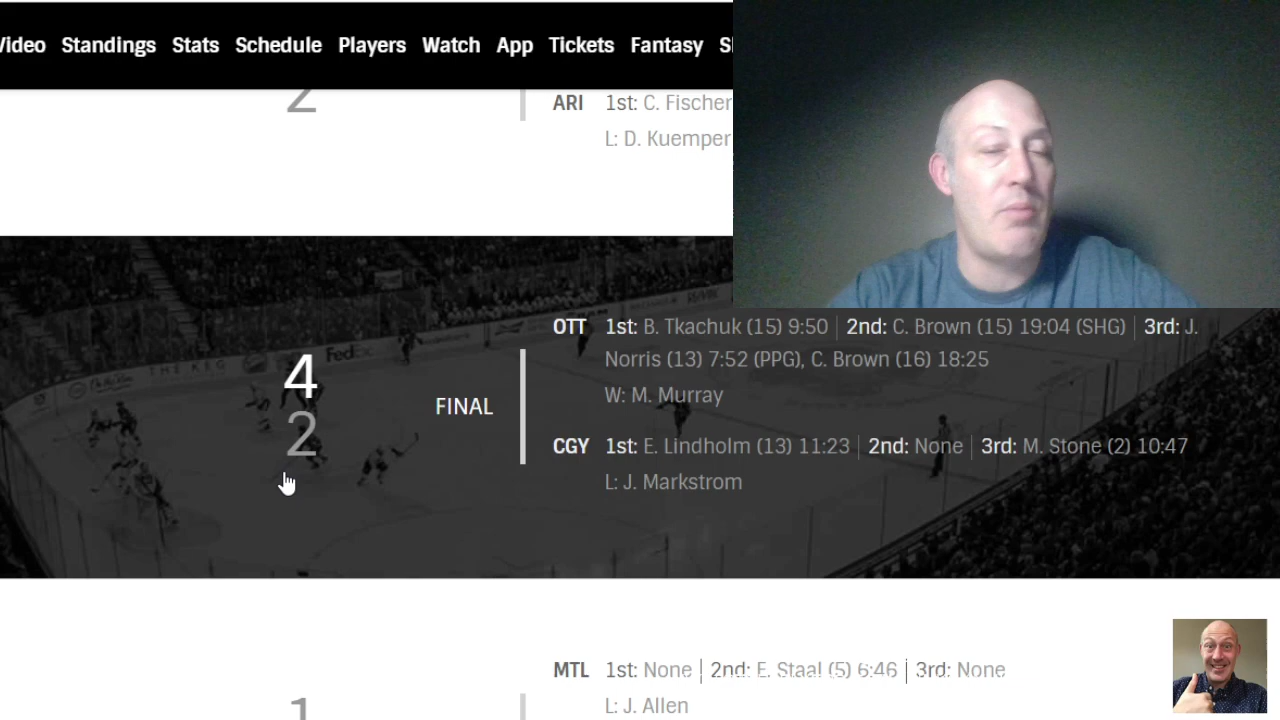 Video Standings Stats Schedule Players Watch App Tickets Fantasy
2
ARI 1st: C. Fischer
L: D. Kuemper
FedEx
THE KEG
4
2
FINAL
OTT 1st: B. Tkachuk (15) 9:50 | 2nd: C. Brown (15) 19:04 (SHG) | 3rd: J.
Norris (13) 7:52 (PPG), C. Brown (16) 18:25
W: M. Murray
CGY 1st: E. Lindholm (13) 11:23 | 2nd: None | 3rd: M. Stone (2) 10:47
L: J. Markstrom
MTL 1st: None | 2nd: E. Staal (5) 6:46 | 3rd: None
1
L: J. Allen